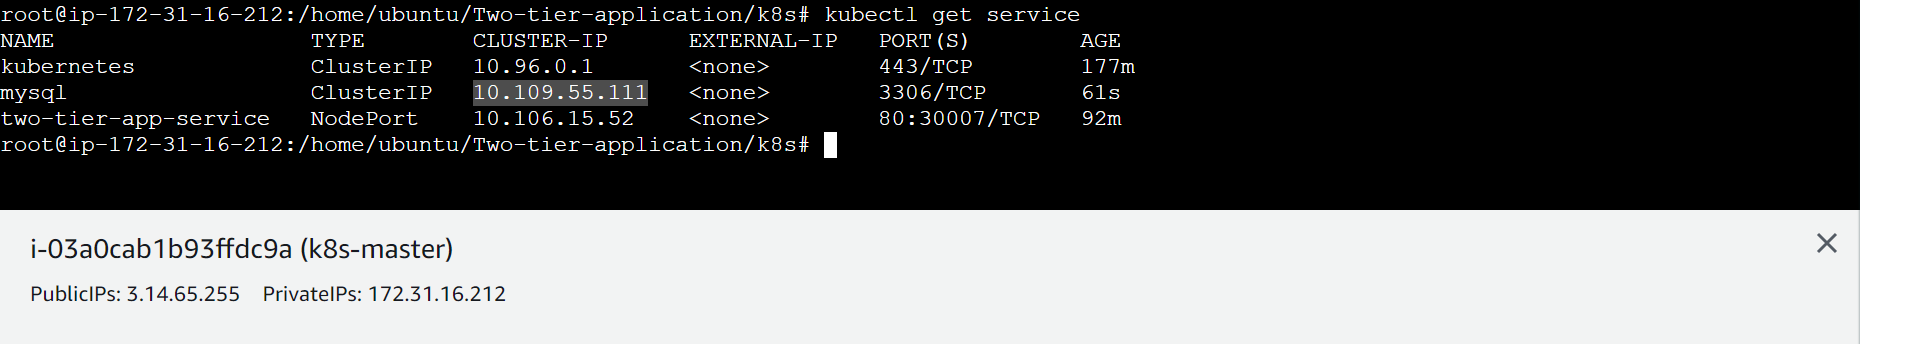 root@ip-172-31-16-212:/home/ubuntu/Two-tier-application/k8s# kubectl get service
NAME TYPE CLUSTER-IP EXTERNAL-IP PORT(S) AGE
kubernetes ClusterIP 10.96.0.1 <none> 443/TCP 177m
mysql ClusterIP 10.109.55.111 <none> 3306/TCP 61s
two-tier-app-service NodePort 10.106.15.52 <none> 80:30007/TCP 92m
root@ip-172-31-16-212:/home/ubuntu/Two-tier-application/k8s#
i-03a0cab1b93ffdc9a (k8s-master)
PublicIPs: 3.14.65.255 PrivateIPs: 172.31.16.212